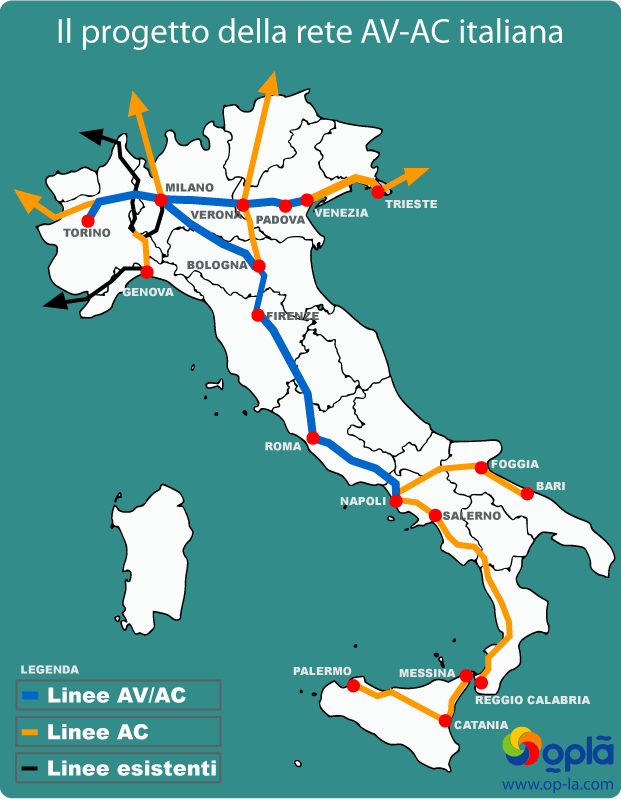 Il progetto della rete AV-AC italiana
MILANO
VERONA
PADOVA
VENEZIA
TRIESTE
TORINO
BOLOGNA
GENOVA
FIRENZE
ROMA
FOGGIA
BARI
NAPOLI
SALERNO
PALERMO
MESSINA
REGGIO CALABRIA
CATANIA
LEGENDA
Linee AV/AC
Linee AC
Linee esistenti
oplà
www.op-la.com